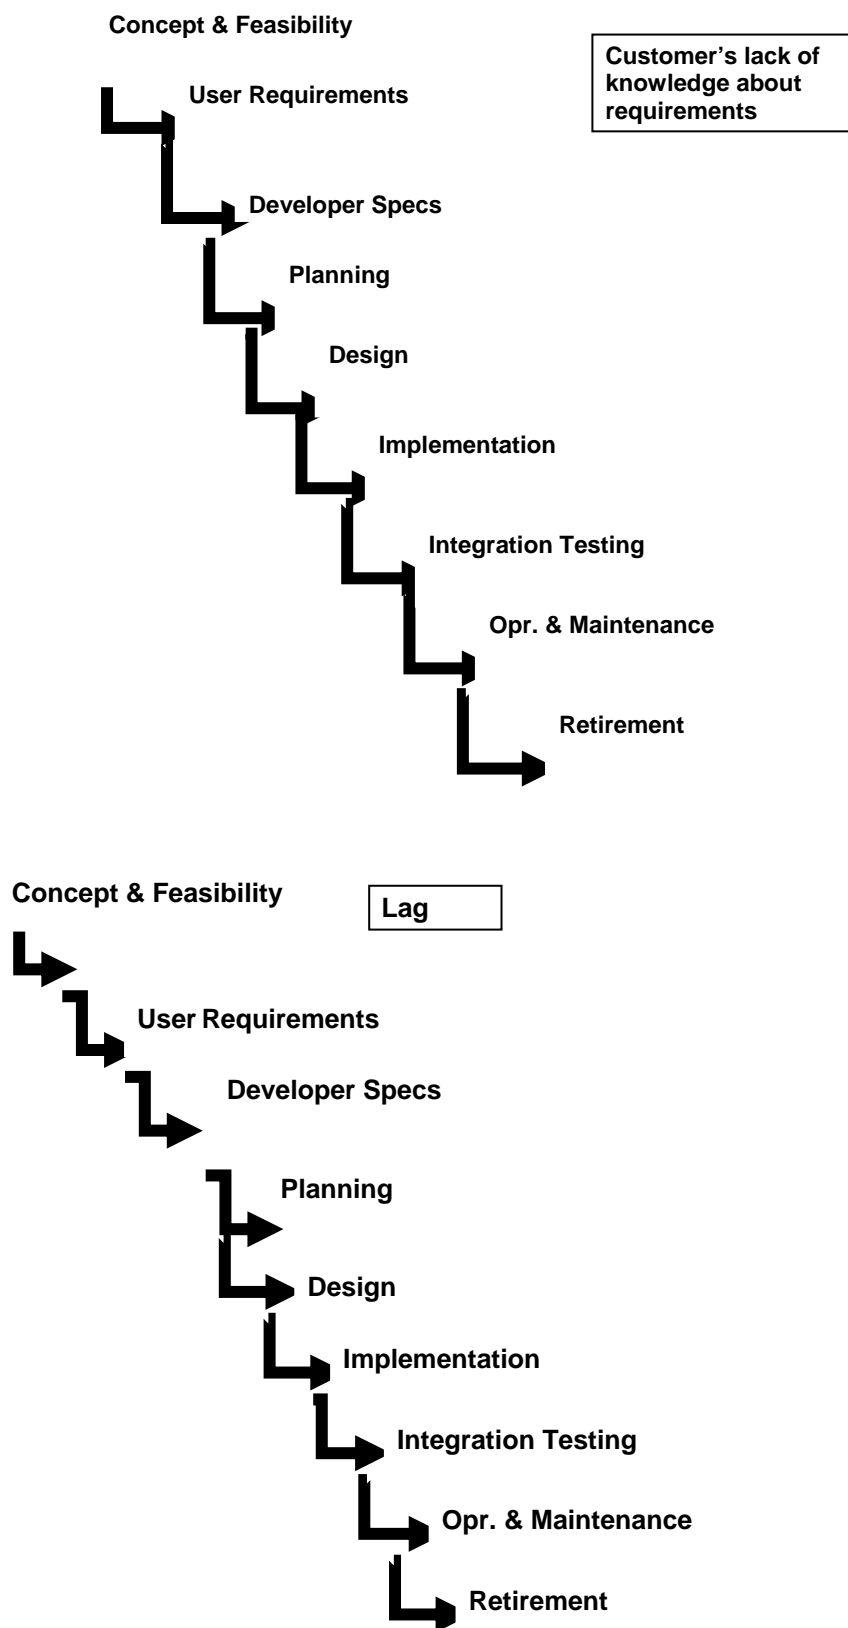 Concept & Feasibility
Customer’s lack of
knowledge about
requirements
User Requirements
Developer Specs
Planning
Design
Implementation
Integration Testing
Opr. & Maintenance
Retirement
Concept & Feasibility
Lag
User Requirements
Developer Specs
Planning
Design
Implementation
Integration Testing
Opr. & Maintenance
Retirement